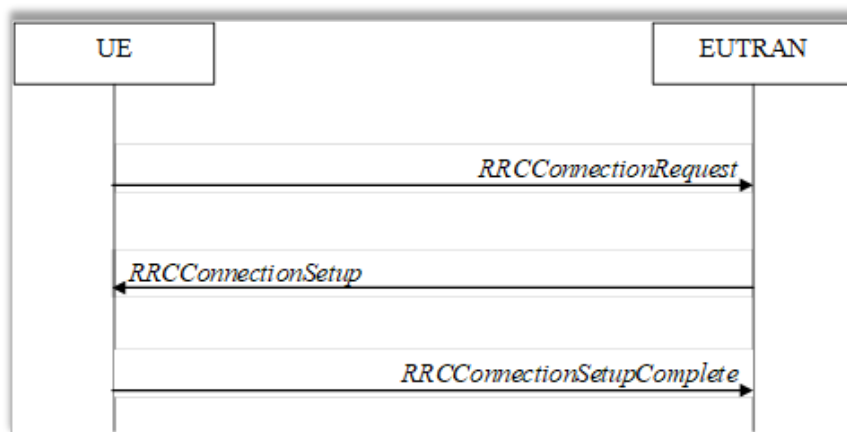 UE
EUTRAN
RRCConnectionRequest
RRCConnectionSetup
RRCConnectionSetupComplete